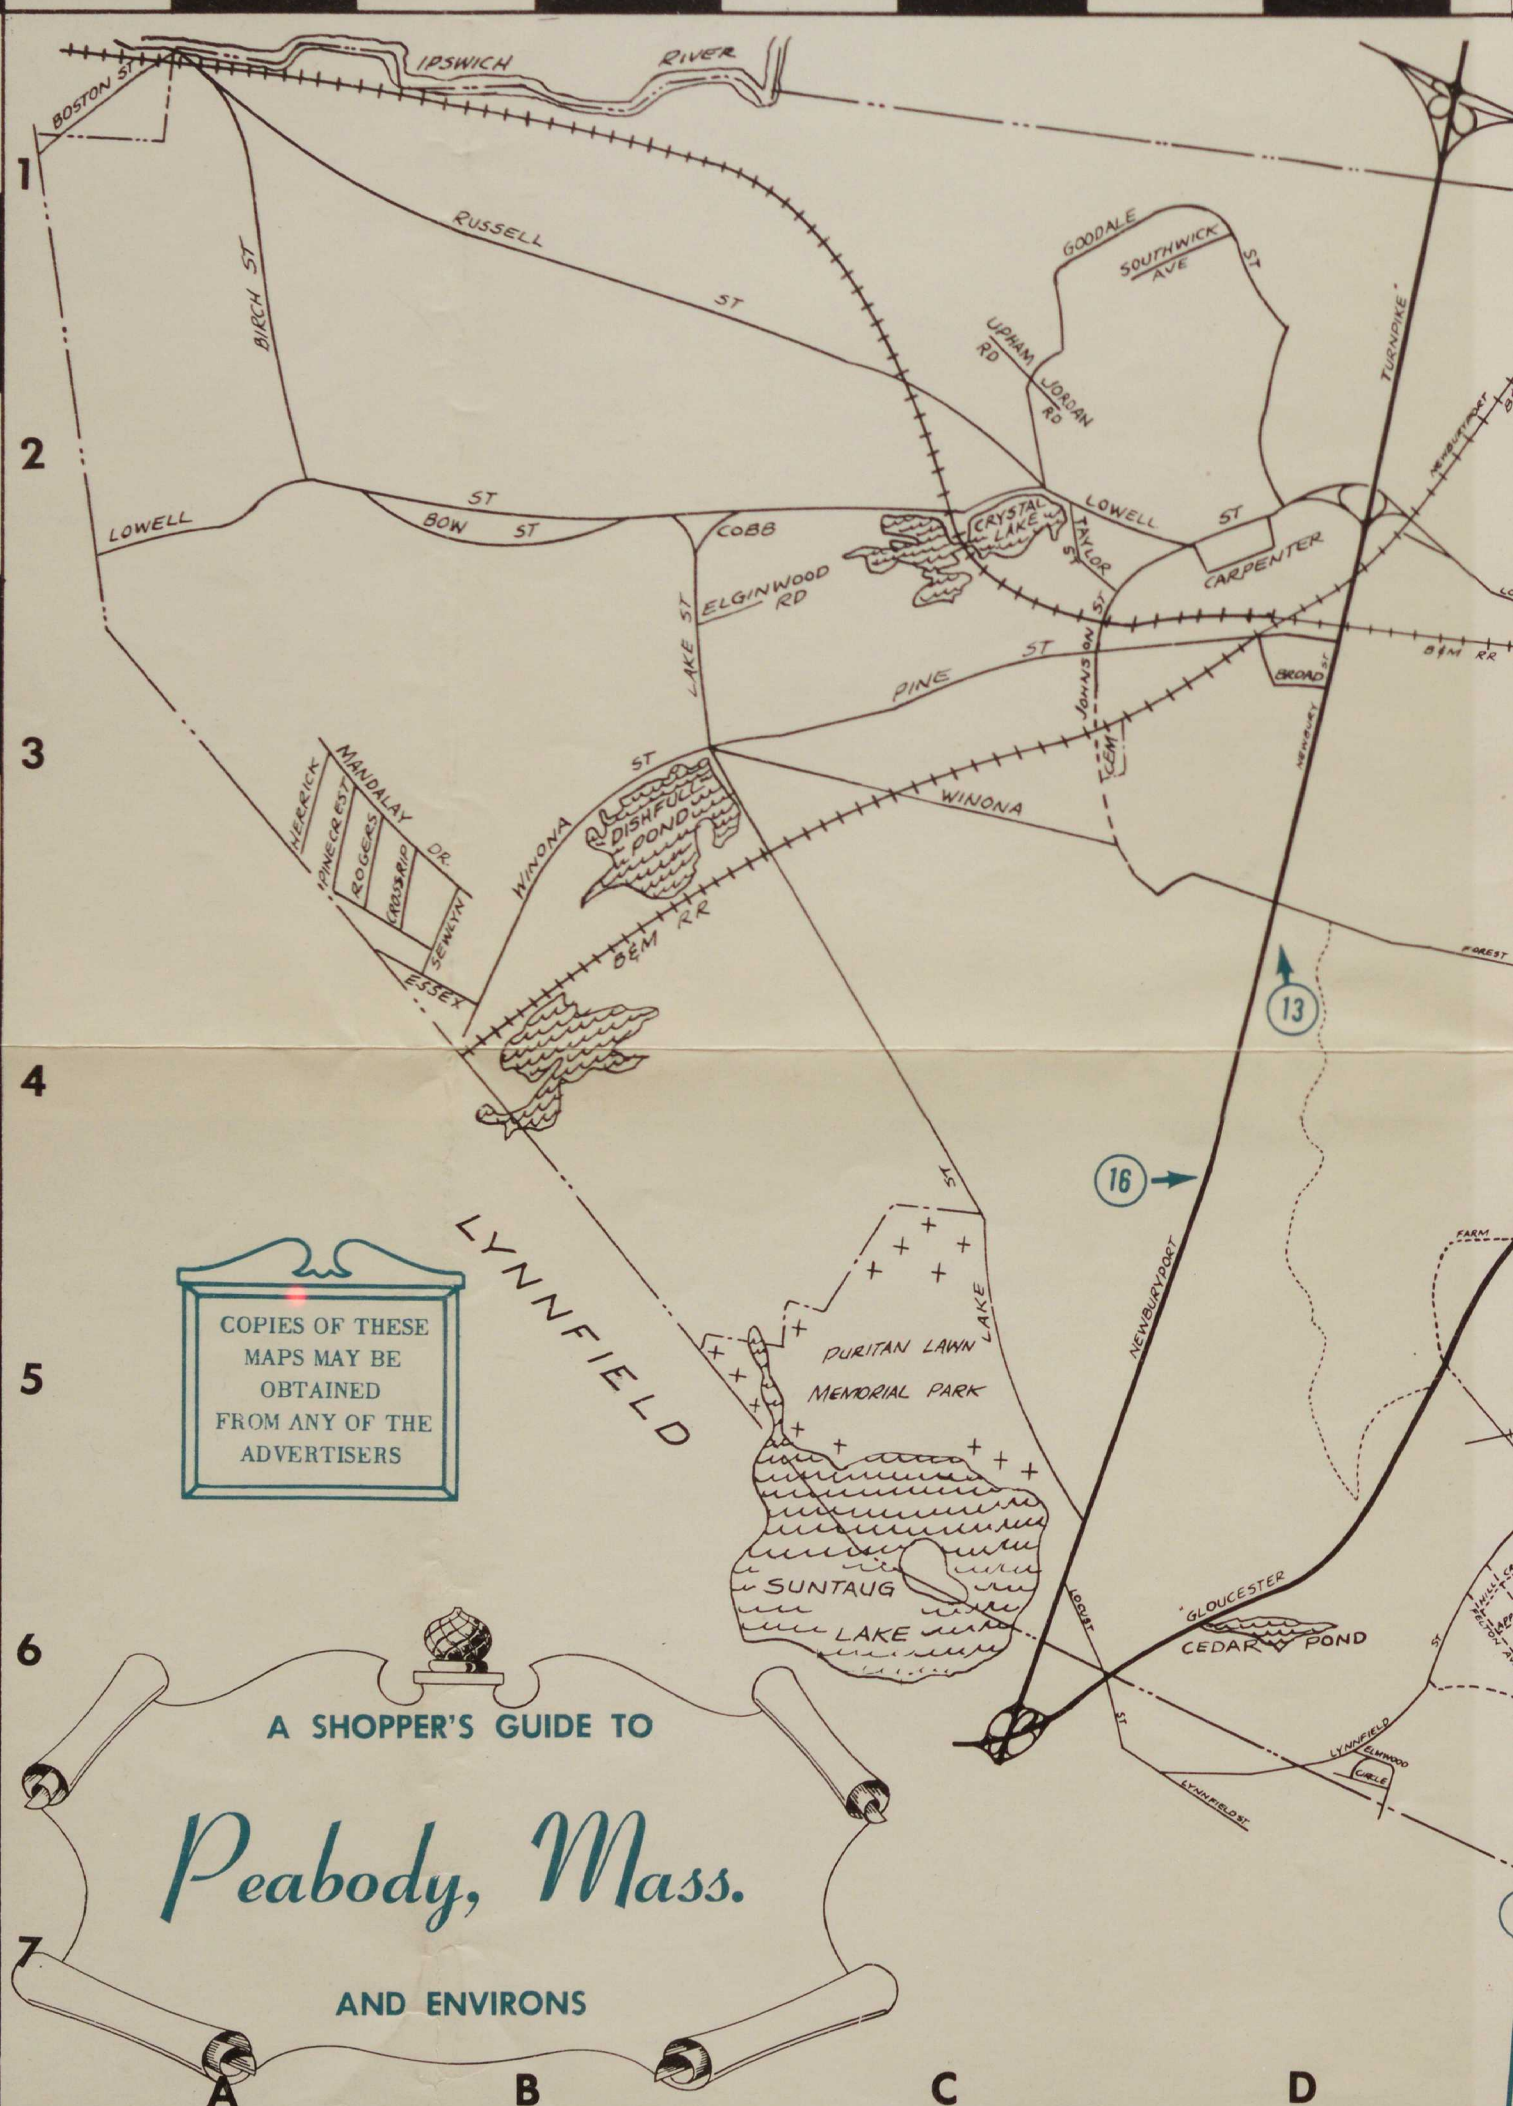 IPSWICH RIVER
BOSTON ST
1
RUSSELL
ST
BIRCH ST
GOODALE
ST
SOUTHWICK
AVE
TURNPIKE"
UPHAM
RD
JORDAN
RD
NEWBURYPORT
2
LOWELL
ST
BOW ST
COBB
CRYSTAL
LAKE
LOWELL
ST
TAYLOR
ST
CARPENTER
ELGINWOOD
RD
LAKE ST
JOHNSON ST
PINE
ST
B&M RR
BROAD ST
NEWBURY
3
CEM
WINONA
ST
WINONA
DISHFULL
POND
MANDALAY
DR.
HERRICK
PINECREST
ROGERS
CROSSRIP
SEWLYN
ESSEX
B&M RR
FOREST
13
4
16
ST
LAKE
LYNNFIELD
FARM
NEWBURYPORT
COPIES OF THESE
MAPS MAY BE
OBTAINED
FROM ANY OF THE
ADVERTISERS
5
PURITAN LAWN
MEMORIAL PARK
SUNTAUG
LAKE
LOCUST
ST
"GLOUCESTER
CEDAR POND
ST
6
LYNNFIELD
ELMWOOD
CIRCLE
LYNNFIELD ST
A SHOPPER'S GUIDE TO
Peabody, Mass.
AND ENVIRONS
7
A B C D